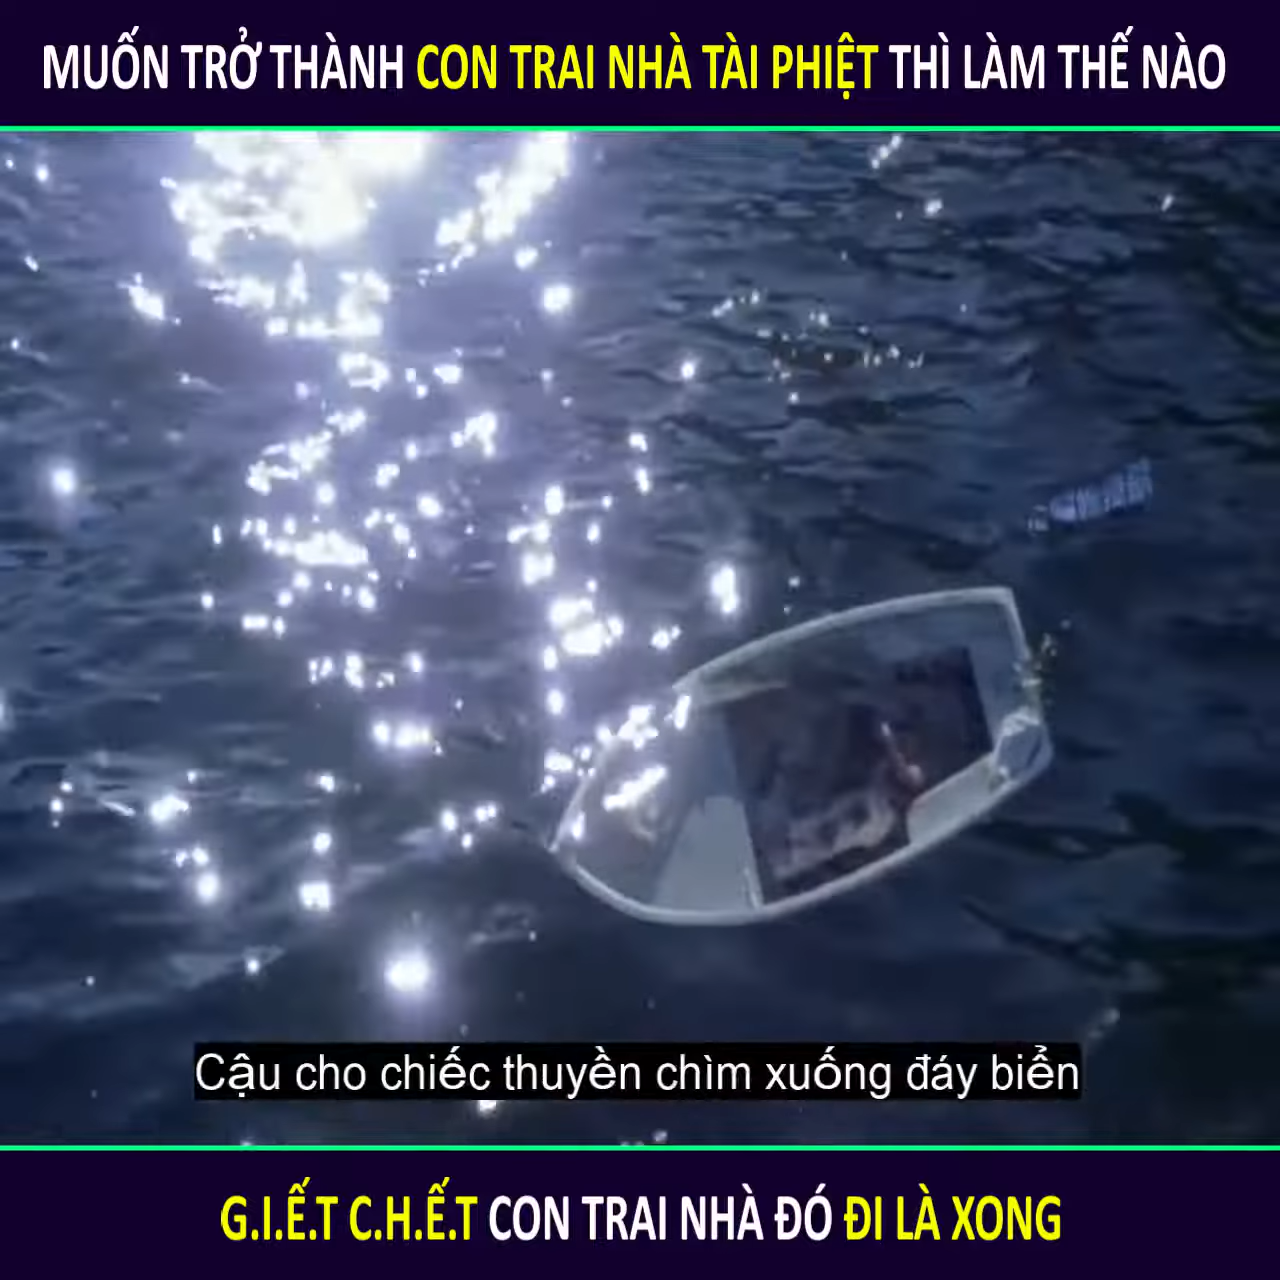 MUỐN TRỞ THÀNH CON TRAI NHÀ TÀI PHIỆT THÌ LÀM THẾ NÀO
Cậu cho chiếc thuyền chìm xuống đáy biển
G.I.Ế.T C.H.Ế.T CON TRAI NHÀ ĐÓ ĐI LÀ XONG